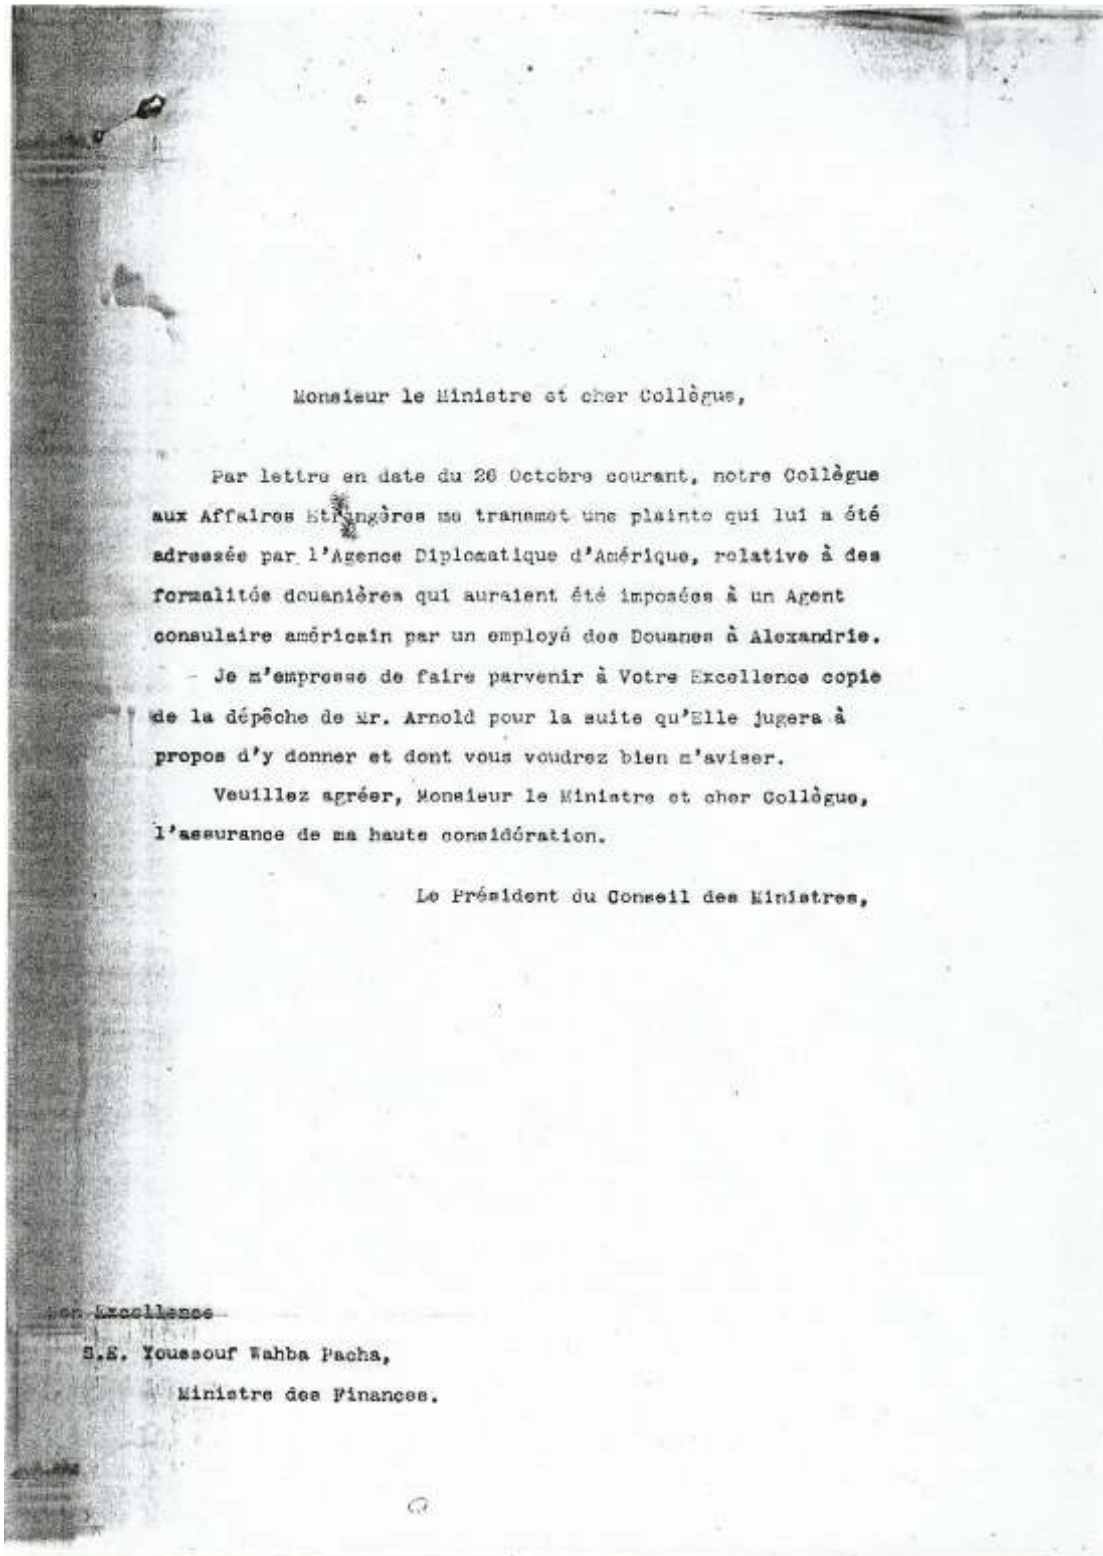 Monsieur le Ministre et cher Collègue,
Par lettre en date du 26 Octobre courant, notre Collègue
aux Affaires Etrangères me transmet une plainte qui lui a été
adressée par l'Agence Diplomatique d'Amérique, relative à des
formalités douanières qui auraient été imposées à un Agent
consulaire américain par un employé des Douanes à Alexandrie.
- Je m'empresse de faire parvenir à Votre Excellence copie
de la dépêche de Mr. Arnold pour la suite qu'Elle jugera à
propos d'y donner et dont vous voudrez bien m'aviser.
Veuillez agréer, Monsieur le Ministre et cher Collègue,
l'assurance de ma haute considération.
Le Président du Conseil des Ministres,
Son Excellence
S.E. Youssouf Wahba Pacha,
Ministre des Finances.